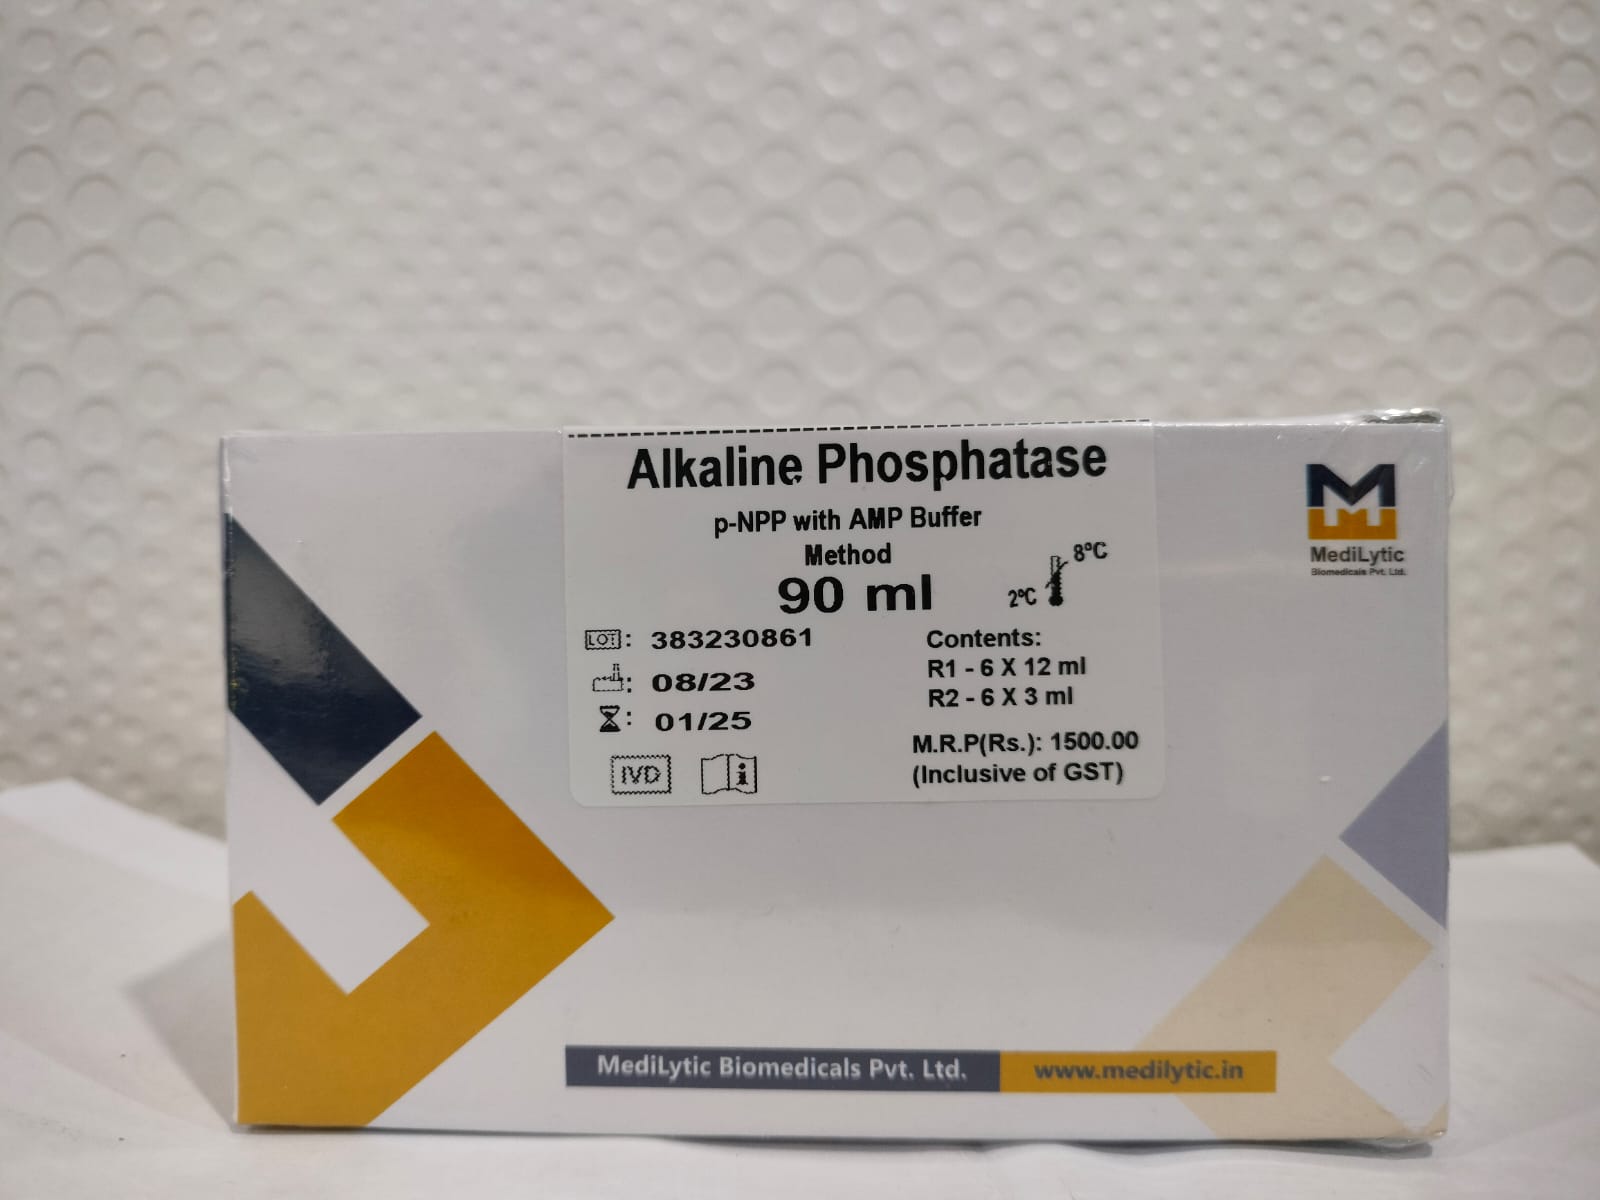 Alkaline Phosphatase
p-NPP with AMP Buffer
Method
90 ml
8°C
2°C
LOT: 383230861
: 08/23
: 01/25
IVD
i
Contents:
R1 - 6 X 12 ml
R2 - 6 X 3 ml
M.R.P(Rs.): 1500.00
(Inclusive of GST)
MediLytic
Biomedicals Pvt. Ltd.
MediLytic Biomedicals Pvt. Ltd.
www.medilytic.in